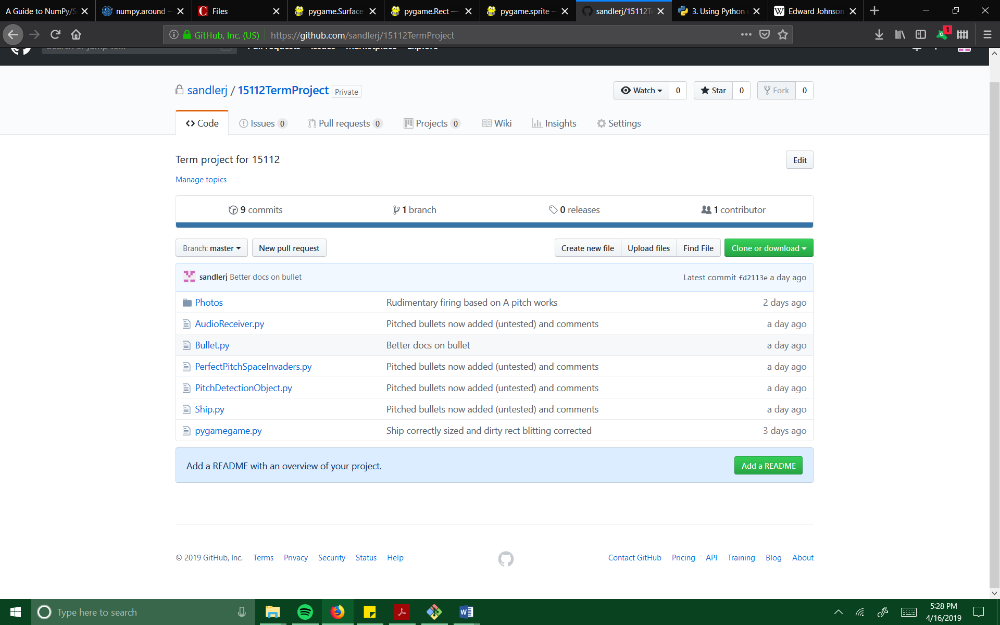 A Guide to NumPy/S
numpy.around —
Files
pygame.Surface
pygame.Rect —
pygame.sprite —
sandlerj/15112Te
3. Using Python o
Edward Johnson
GitHub, Inc. (US)
https://github.com/sandlerj/15112TermProject
1
Search or jump to...
Pull requests Issues Marketplace Explore
sandlerj / 15112TermProject Private
Watch 0 Star 0 Fork 0
Code Issues 0 Pull requests 0 Projects 0 Wiki Insights Settings
Term project for 15112
Edit
Manage topics
9 commits 1 branch 0 releases 1 contributor
Branch: master New pull request Create new file Upload files Find File Clone or download
sandlerj Better docs on bullet Latest commit fd2113e a day ago
Photos Rudimentary firing based on A pitch works 2 days ago
AudioReceiver.py Pitched bullets now added (untested) and comments a day ago
Bullet.py Better docs on bullet a day ago
PerfectPitchSpaceInvaders.py Pitched bullets now added (untested) and comments a day ago
PitchDetectionObject.py Pitched bullets now added (untested) and comments a day ago
Ship.py Pitched bullets now added (untested) and comments a day ago
pygamegame.py Ship correctly sized and dirty rect blitting corrected 3 days ago
Add a README with an overview of your project. Add a README
© 2019 GitHub, Inc. Terms Privacy Security Status Help Contact GitHub Pricing API Training Blog About
Type here to search
5:28 PM
4/16/2019